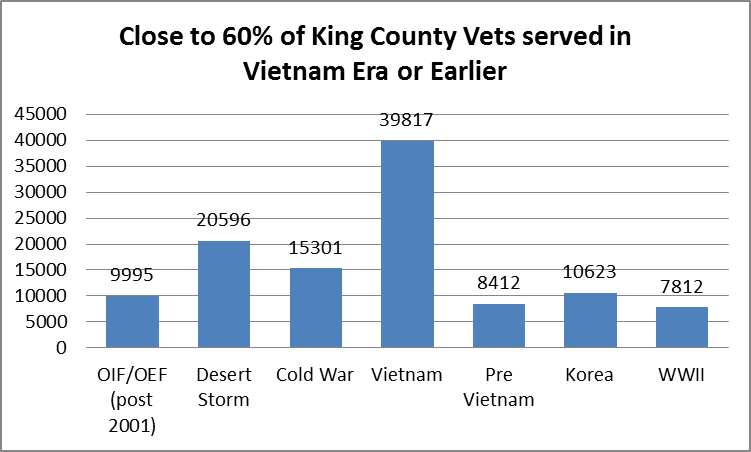 Close to 60% of King County Vets served in
Vietnam Era or Earlier
45000
40000
35000
30000
25000
20000
15000
10000
5000
0
9995
20596
15301
39817
8412
10623
7812
OIF/OEF
(post
2001)
Desert
Storm
Cold War
Vietnam
Pre
Vietnam
Korea
WWII